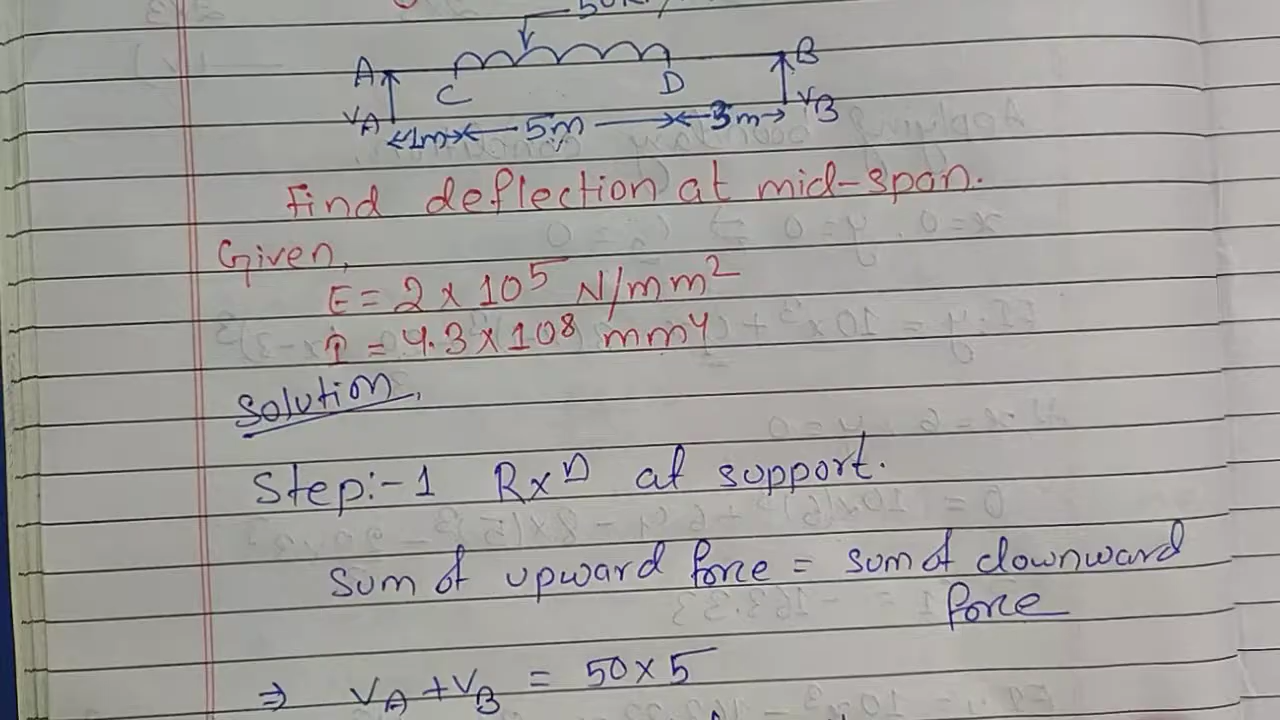 A B
C D
VA 1m 5m 3m VB
Find deflection at mid-span.
Given,
E = 2 x 10^5 N/mm^2
I = 4.3 x 10^8 mm^4
Solution,
Step:-1 Rx^n at support.
Sum of upward force = sum of downward
force
⇒ VA + VB = 50 x 5